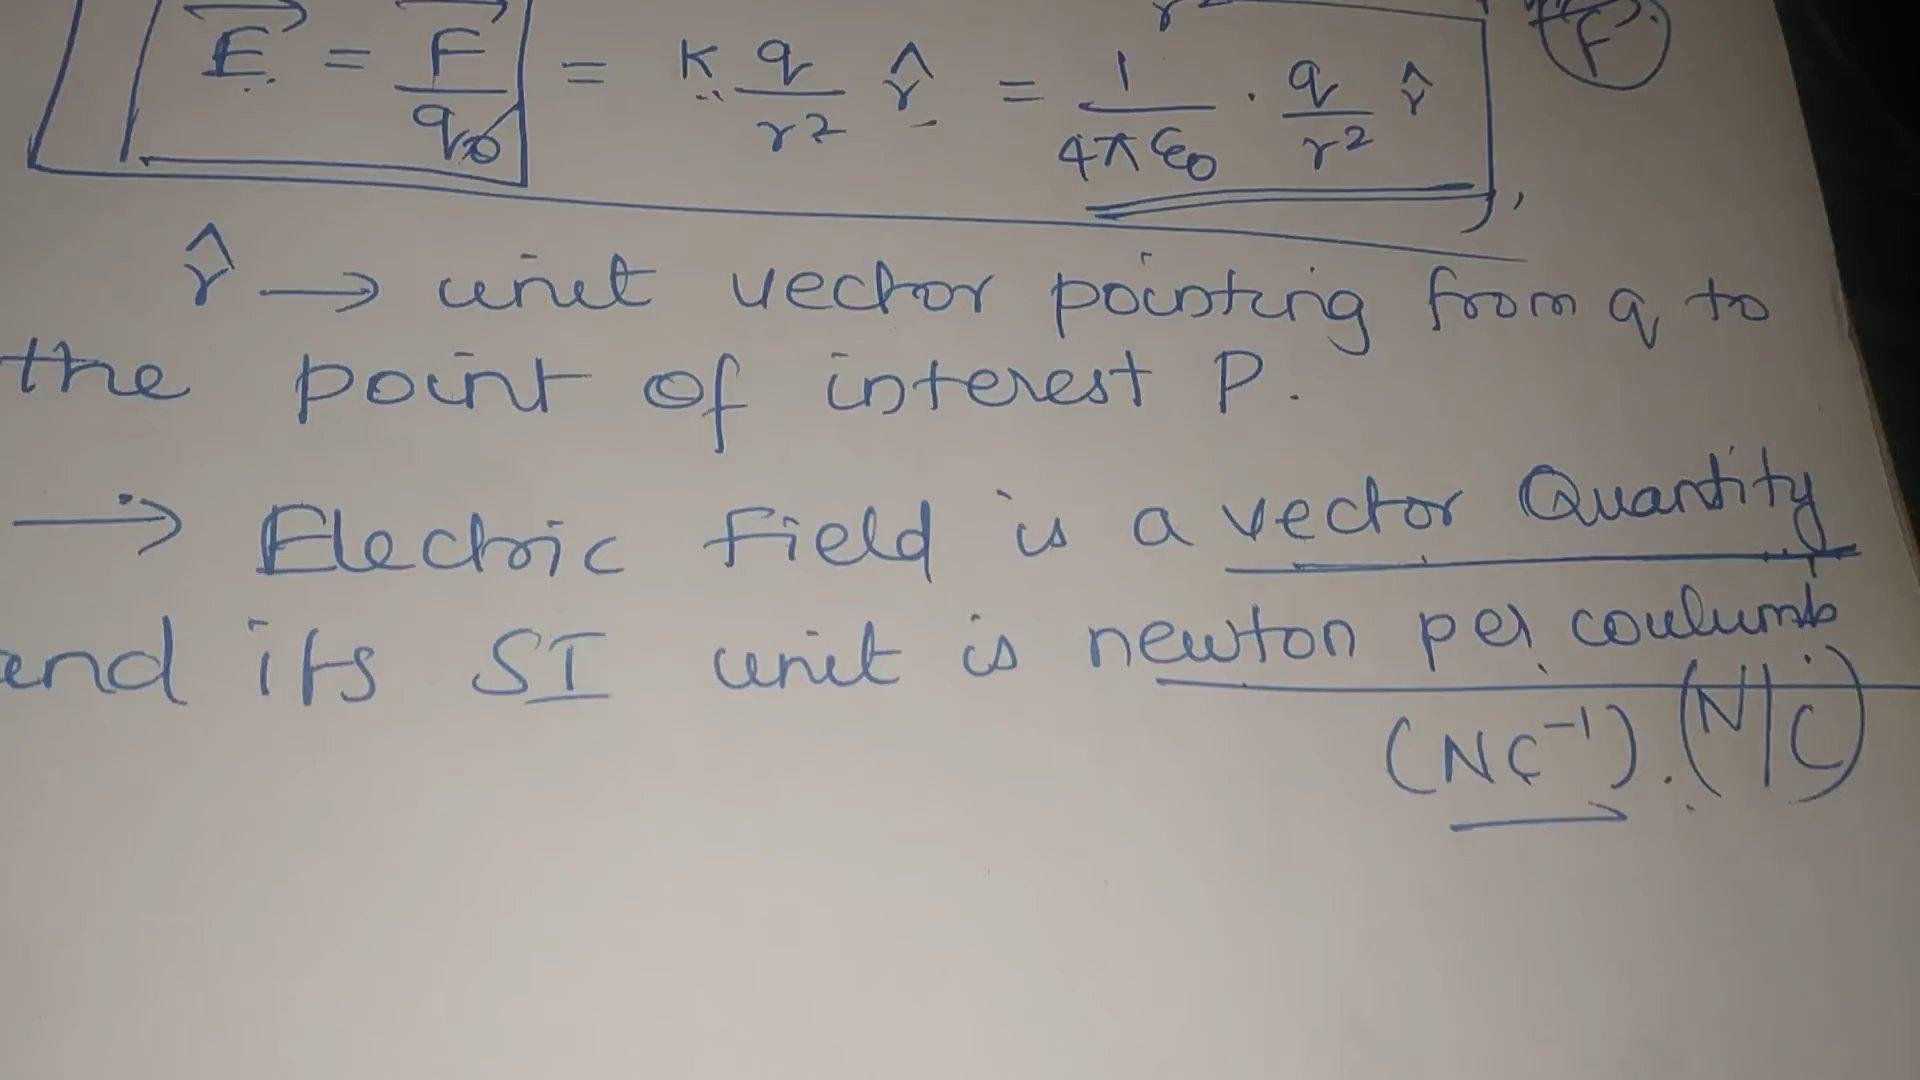 E⃗ = F⃗/q₀ = K q/r² r̂ = 1/4πε₀ · q/r² r̂ ,
r̂ → unit vector pointing from q to
the point of interest P.
→ Electric field is a vector Quantity
and its SI unit is newton per coulumb
(NC⁻¹). (N/C)